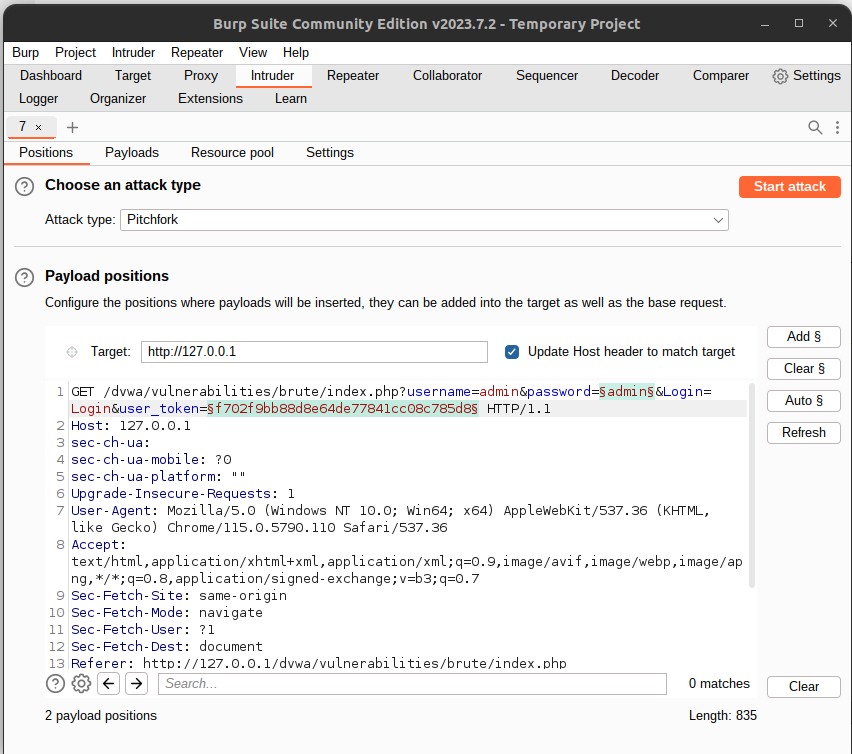 Burp Suite Community Edition v2023.7.2 - Temporary Project
Burp Project Intruder Repeater View Help
Dashboard Target Proxy Intruder Repeater Collaborator Sequencer Decoder Comparer Settings
Logger Organizer Extensions Learn
7 × +
Positions Payloads Resource pool Settings
? Choose an attack type
Start attack
Attack type: Pitchfork
? Payload positions
Configure the positions where payloads will be inserted, they can be added into the target as well as the base request.
Target: http://127.0.0.1 Update Host header to match target
Add §
Clear §
Auto §
Refresh
1 GET /dvwa/vulnerabilities/brute/index.php?username=admin&password=§admin§&Login=
Login&user_token=§f702f9bb88d8e64de77841cc08c785d8§ HTTP/1.1
2 Host: 127.0.0.1
3 sec-ch-ua:
4 sec-ch-ua-mobile: ?0
5 sec-ch-ua-platform: ""
6 Upgrade-Insecure-Requests: 1
7 User-Agent: Mozilla/5.0 (Windows NT 10.0; Win64; x64) AppleWebKit/537.36 (KHTML,
like Gecko) Chrome/115.0.5790.110 Safari/537.36
8 Accept:
text/html,application/xhtml+xml,application/xml;q=0.9,image/avif,image/webp,image/ap
ng,*/*;q=0.8,application/signed-exchange;v=b3;q=0.7
9 Sec-Fetch-Site: same-origin
10 Sec-Fetch-Mode: navigate
11 Sec-Fetch-User: ?1
12 Sec-Fetch-Dest: document
13 Referer: http://127.0.0.1/dvwa/vulnerabilities/brute/index.php
? Search... 0 matches Clear
2 payload positions Length: 835